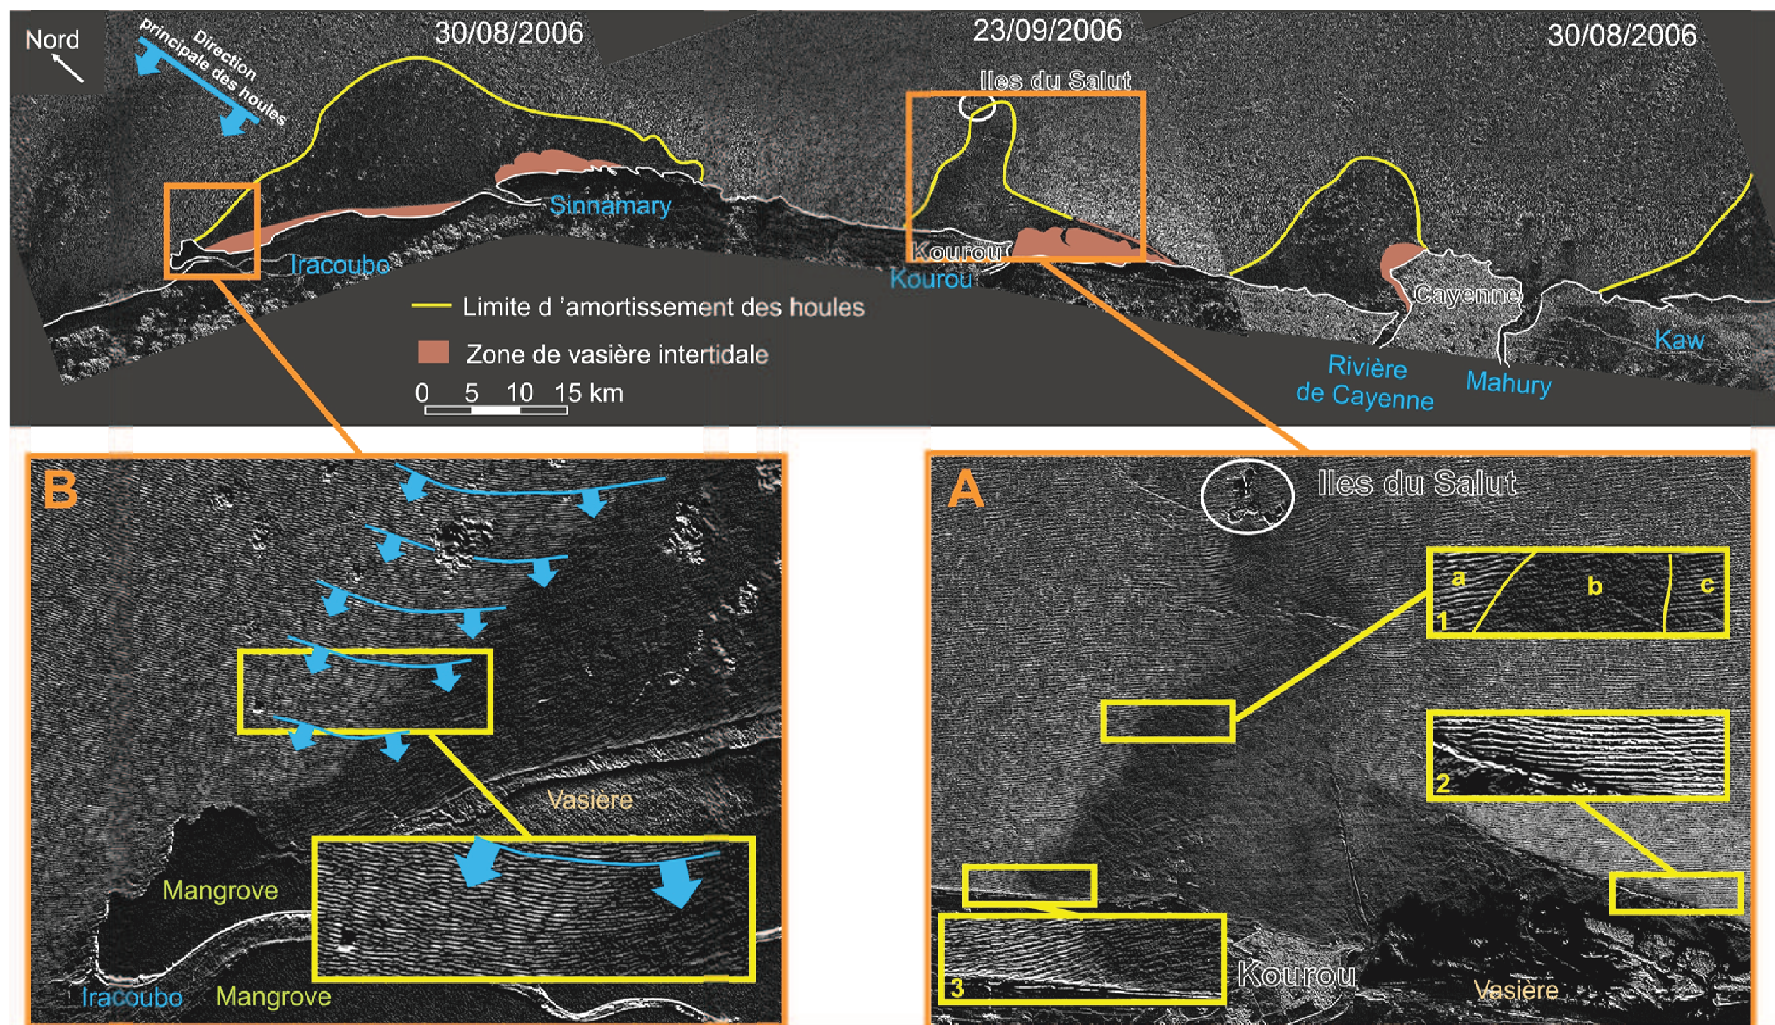 Nord
Direction
principale des houles
30/08/2006
23/09/2006
30/08/2006
Iles du Salut
Sinnamary
Iracoubo
Kourou
Kourou
Cayenne
Kaw
Rivière
de Cayenne
Mahury
Limite d 'amortissement des houles
Zone de vasière intertidale
0 5 10 15 km
B
Vasière
Mangrove
Iracoubo
Mangrove
A
Iles du Salut
a
b
c
1
2
3
Kourou
Vasière